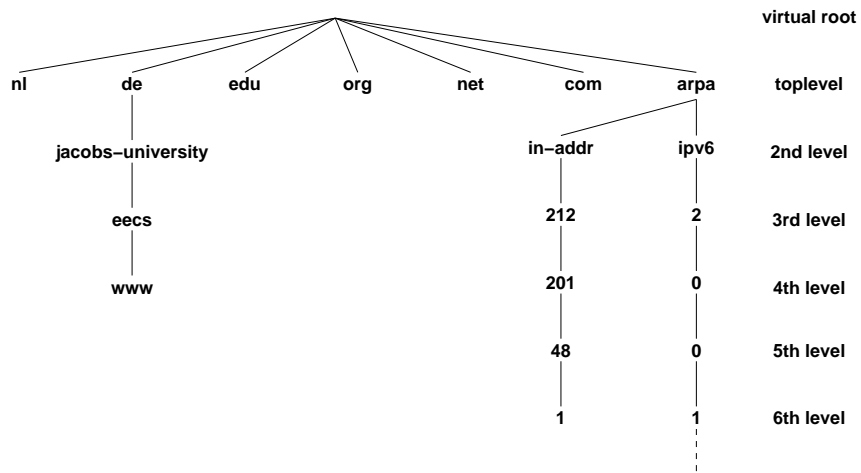 virtual root
nl de edu org net com arpa toplevel
jacobs−university in−addr ipv6 2nd level
eecs 212 2 3rd level
www 201 0 4th level
48 0 5th level
1 1 6th level